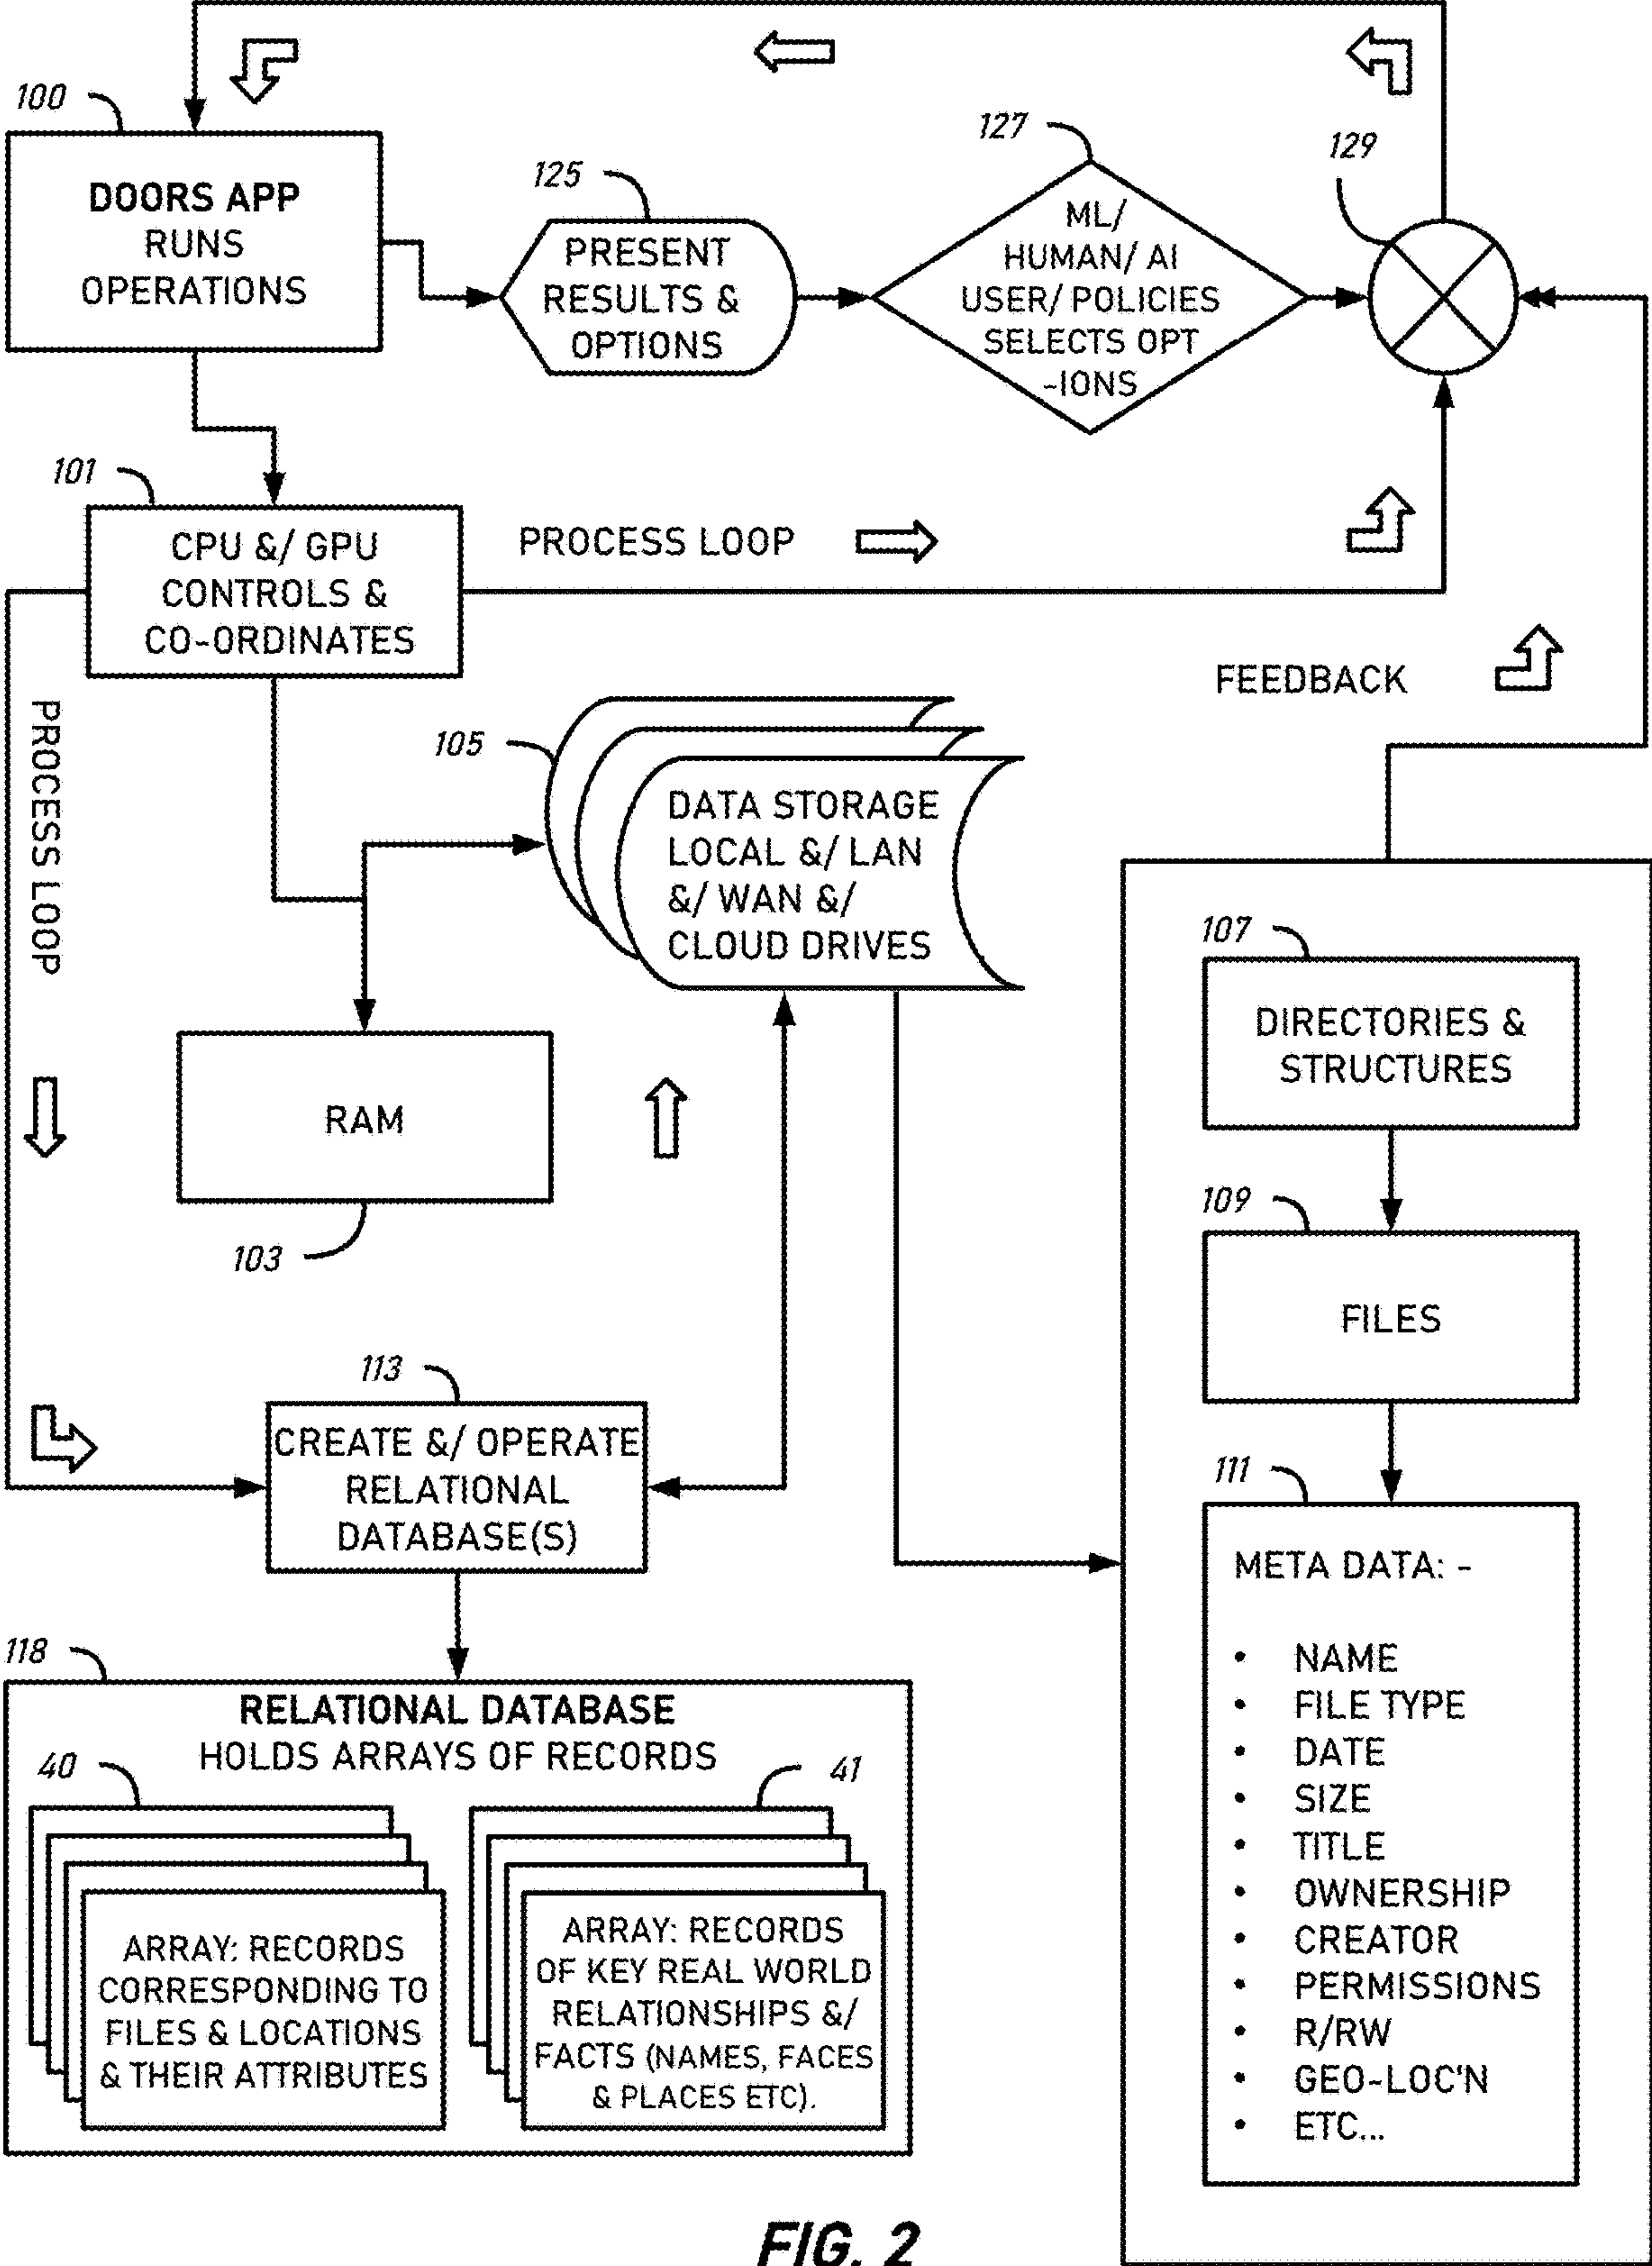 100
DOORS APP
RUNS
OPERATIONS
125
PRESENT
RESULTS &
OPTIONS
127
ML/
HUMAN/ AI
USER/ POLICIES
SELECTS OPT
-IONS
129
101
CPU &/ GPU
CONTROLS &
CO-ORDINATES
PROCESS LOOP
PROCESS LOOP
FEEDBACK
105
DATA STORAGE
LOCAL &/ LAN
&/ WAN &/
CLOUD DRIVES
RAM
103
107
DIRECTORIES &
STRUCTURES
109
FILES
111
META DATA: -
• NAME
• FILE TYPE
• DATE
• SIZE
• TITLE
• OWNERSHIP
• CREATOR
• PERMISSIONS
• R/RW
• GEO-LOC'N
• ETC...
113
CREATE &/ OPERATE
RELATIONAL
DATABASE(S)
118
RELATIONAL DATABASE
HOLDS ARRAYS OF RECORDS
40
ARRAY: RECORDS
CORRESPONDING TO
FILES & LOCATIONS
& THEIR ATTRIBUTES
41
ARRAY: RECORDS
OF KEY REAL WORLD
RELATIONSHIPS &/
FACTS (NAMES, FACES
& PLACES ETC).
FIG. 2